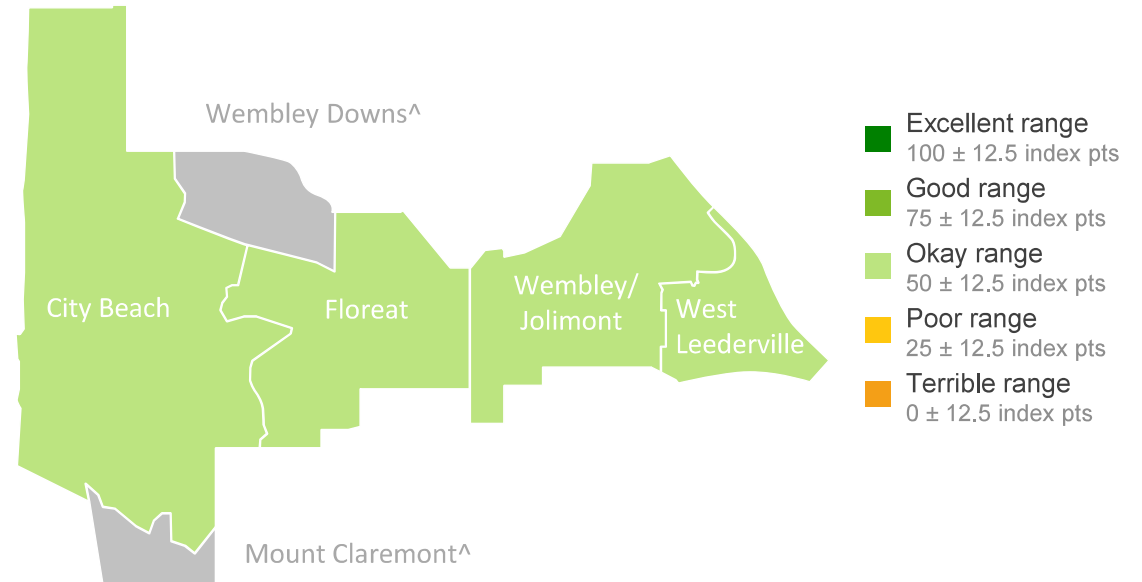 Wembley Downs^
City Beach
Floreat
Wembley/
Jolimont
West
Leederville
Mount Claremont^
Excellent range
100 ± 12.5 index pts
Good range
75 ± 12.5 index pts
Okay range
50 ± 12.5 index pts
Poor range
25 ± 12.5 index pts
Terrible range
0 ± 12.5 index pts